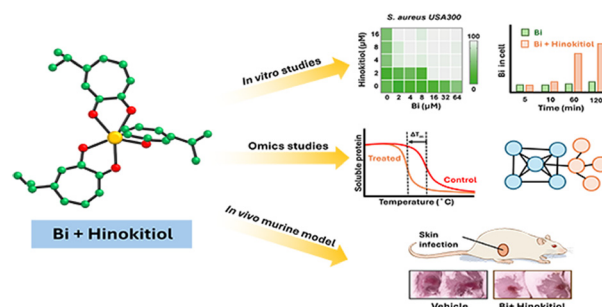 Bi + Hinokitiol
In vitro studies
Omics studies
In vivo murine model
S. aureus USA300
Hinokitiol (μM)
16
8
4
2
0
0 2 4 8 16 32 64
Bi (μM)
100
0
Bi in cell
Bi
Bi + Hinokitiol
5 10 60 120
Time (min)
Soluble protein
ΔTm
Treated
Control
Temperature (°C)
Skin
infection
Vehicle
Bi+ Hinokitiol